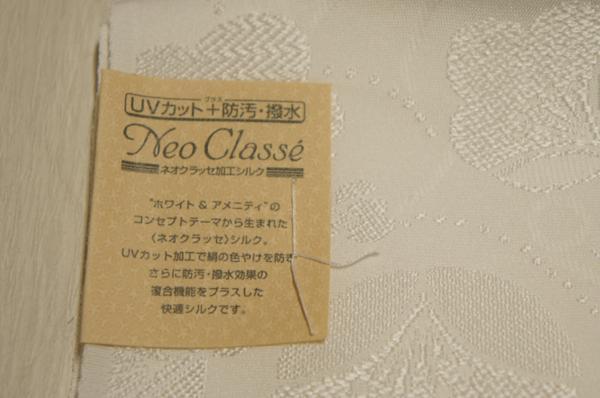 UVカット+プラス防汚・撥水
Neo Classé
ネオクラッセ加工シルク
"ホワイト & アメニティ"の
コンセプトテーマから生まれた
〈ネオクラッセ〉シルク。
UVカット加工で絹の色やけを防ぎ
さらに防汚・撥水効果の
複合機能をプラスした
快適シルクです。